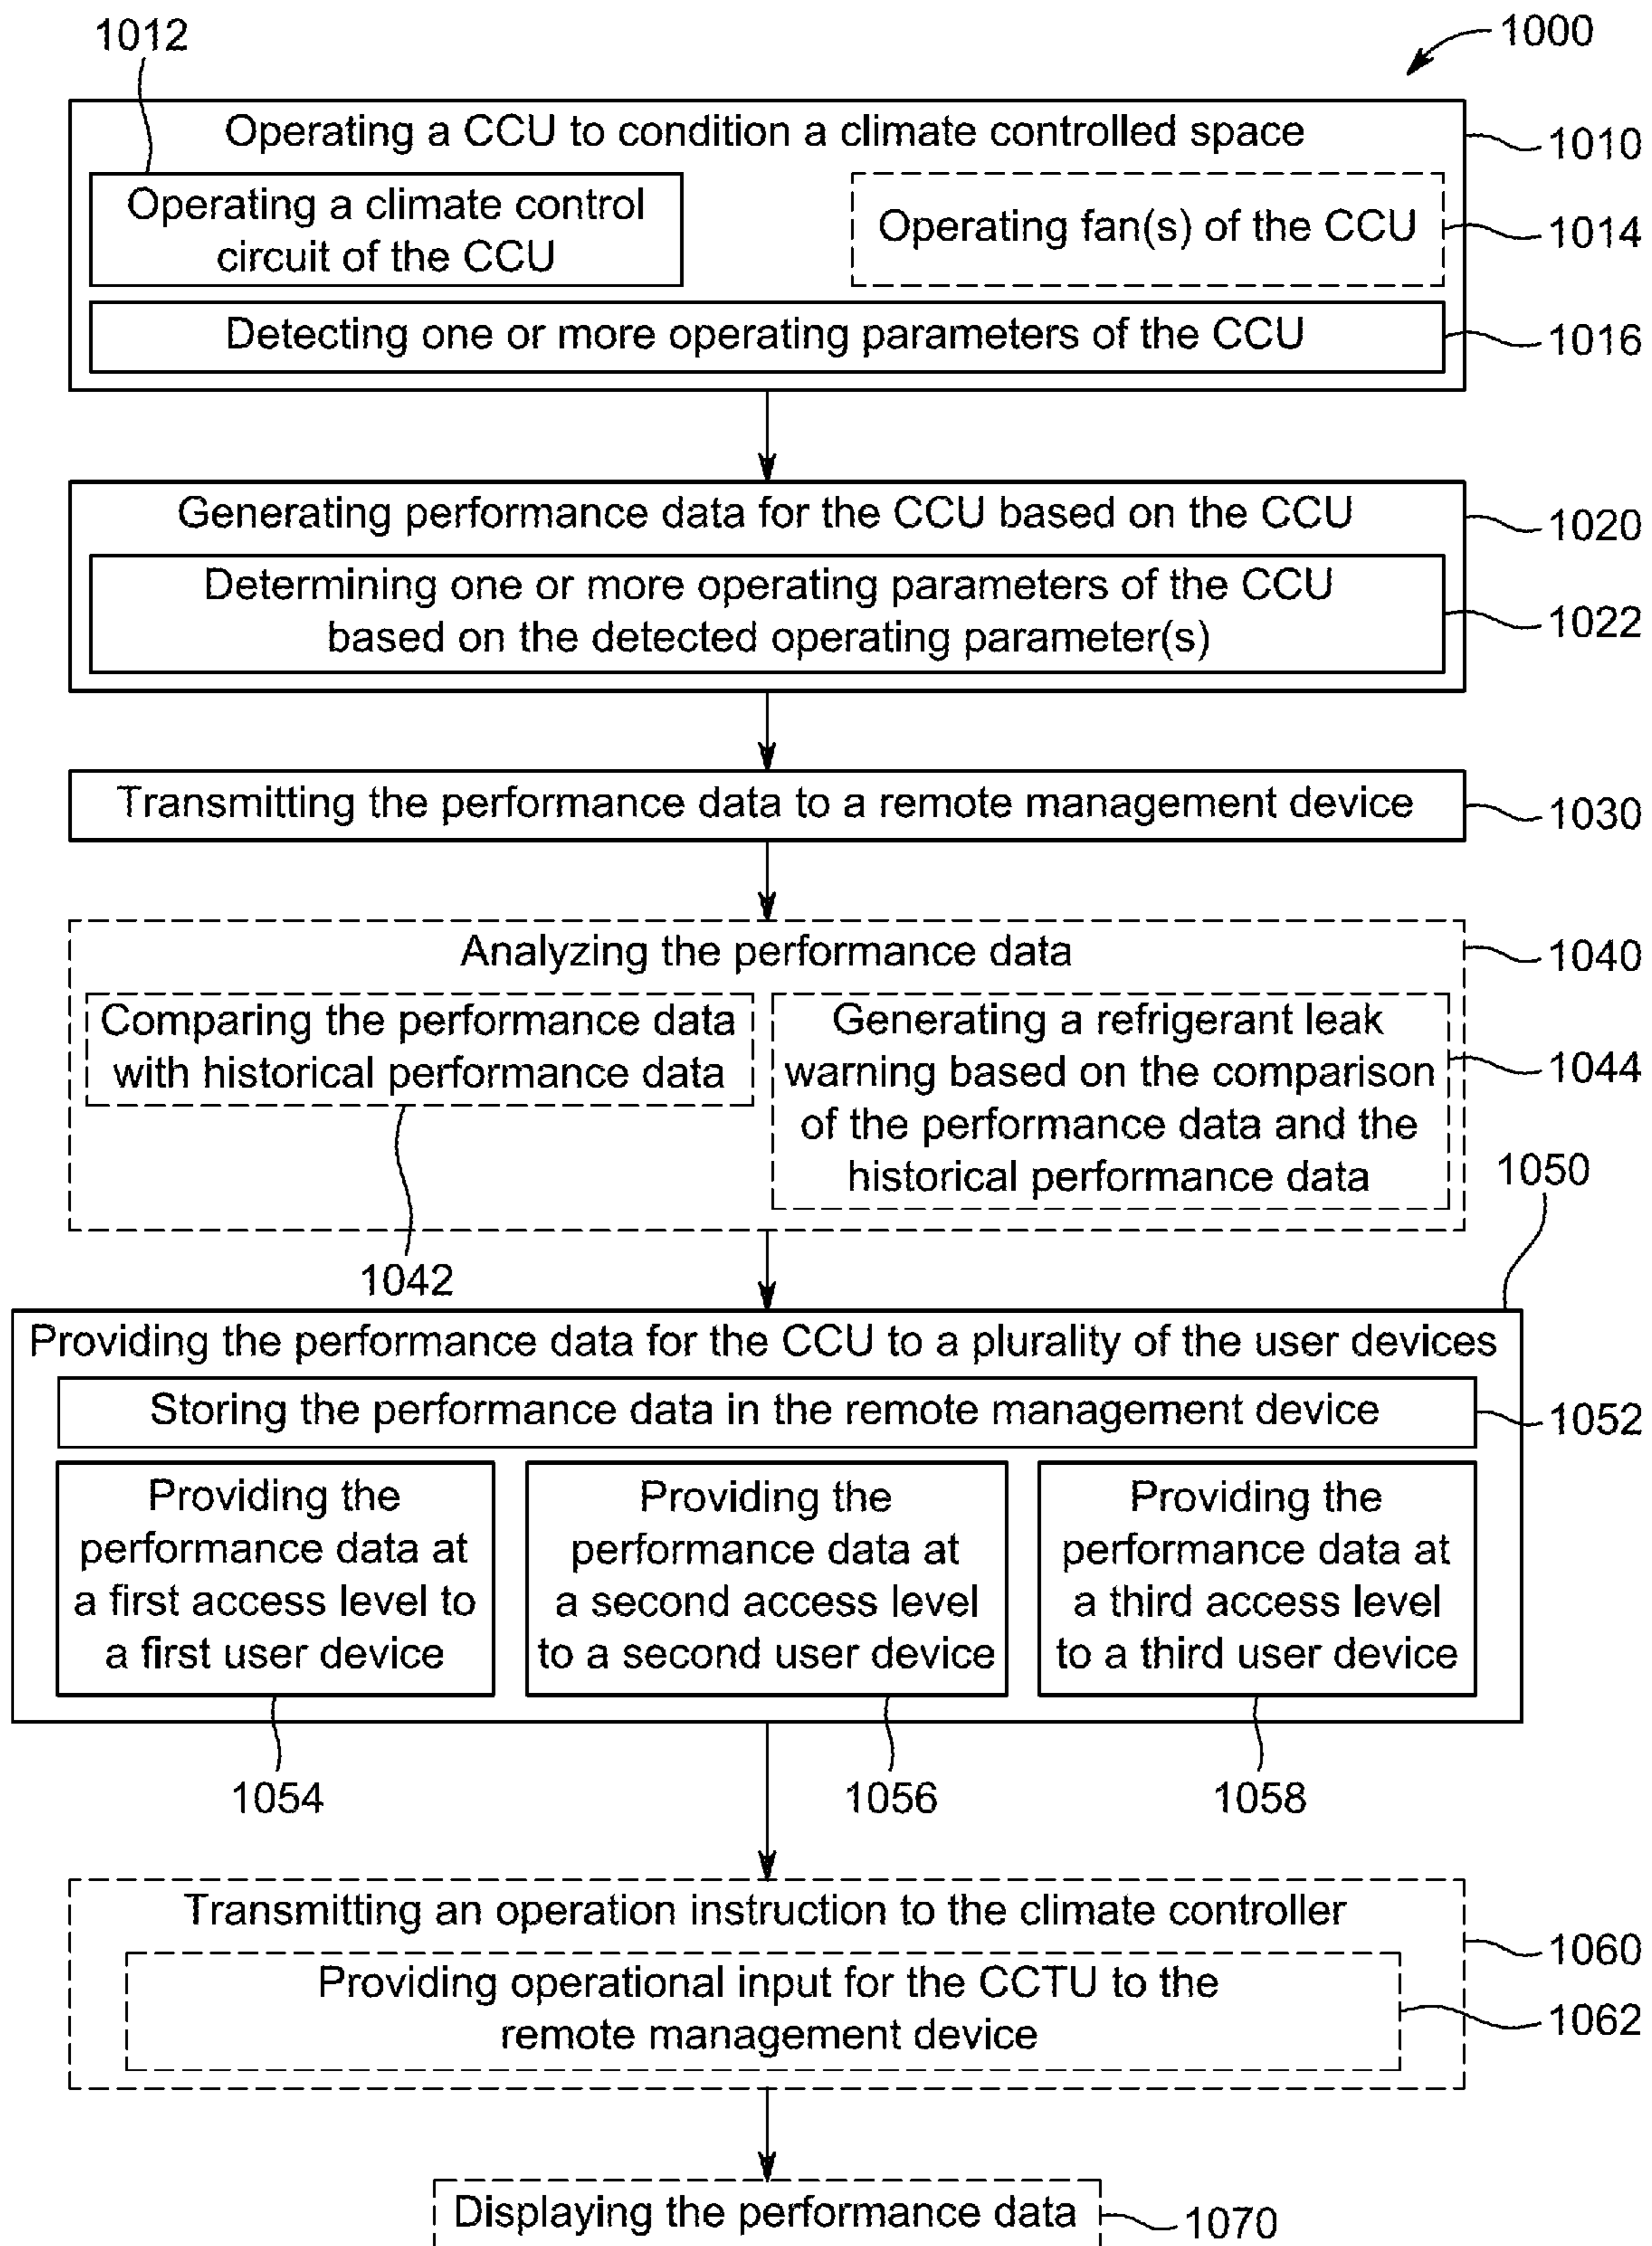 1012
1000
Operating a CCU to condition a climate controlled space
1010
Operating a climate control
circuit of the CCU
Operating fan(s) of the CCU
1014
Detecting one or more operating parameters of the CCU
1016
Generating performance data for the CCU based on the CCU
1020
Determining one or more operating parameters of the CCU
based on the detected operating parameter(s)
1022
Transmitting the performance data to a remote management device
1030
Analyzing the performance data
1040
Comparing the performance data
with historical performance data
Generating a refrigerant leak
warning based on the comparison
of the performance data and the
historical performance data
1044
1042
1050
Providing the performance data for the CCU to a plurality of the user devices
Storing the performance data in the remote management device
1052
Providing the
performance data at
a first access level to
a first user device
Providing the
performance data at
a second access level
to a second user device
Providing the
performance data at
a third access level
to a third user device
1054
1056
1058
Transmitting an operation instruction to the climate controller
1060
Providing operational input for the CCTU to the
remote management device
1062
Displaying the performance data
1070